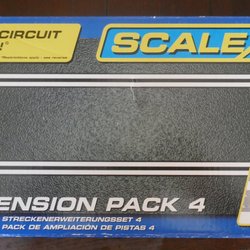 CIRCUIT
SCALE
ENSION PACK 4
STRECKENERWEITERUNGSSET 4
PACK DE AMPLIACIÓN DE PISTAS 4